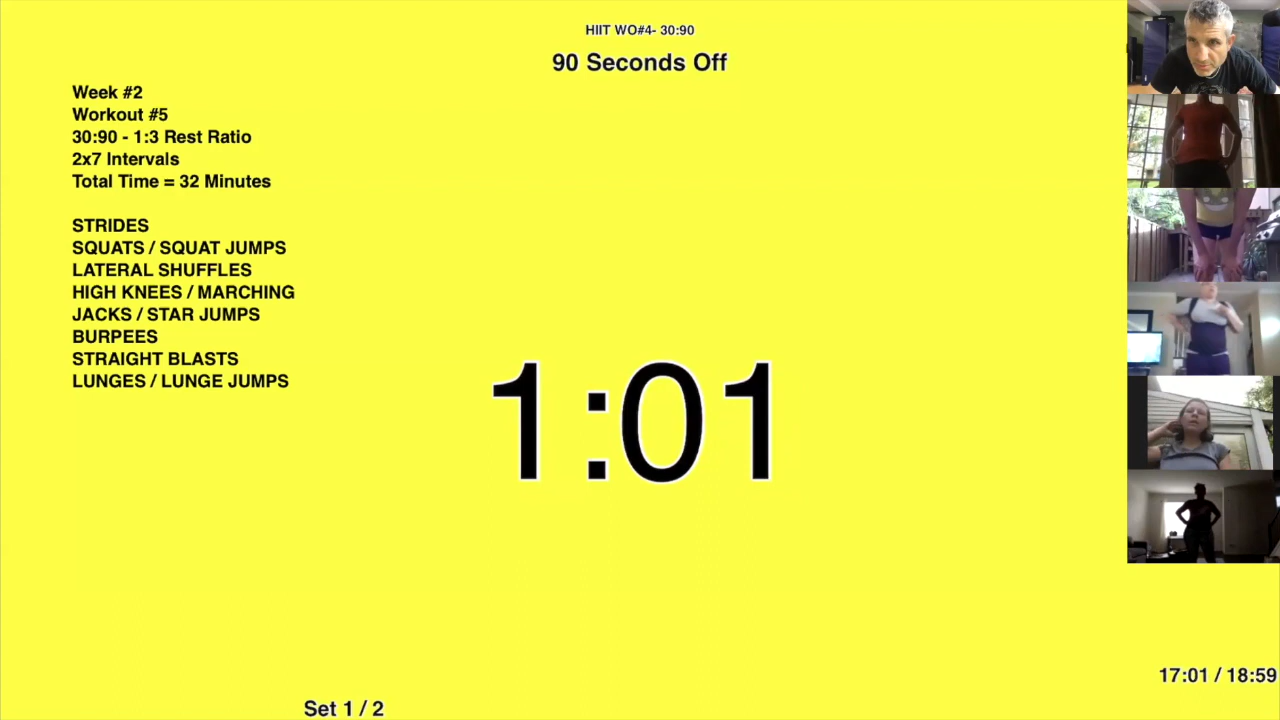 HIIT WO#4- 30:90
90 Seconds Off
Week #2
Workout #5
30:90 - 1:3 Rest Ratio
2x7 Intervals
Total Time = 32 Minutes
STRIDES
SQUATS / SQUAT JUMPS
LATERAL SHUFFLES
HIGH KNEES / MARCHING
JACKS / STAR JUMPS
BURPEES
STRAIGHT BLASTS
LUNGES / LUNGE JUMPS
1:01
17:01 / 18:59
Set 1 / 2